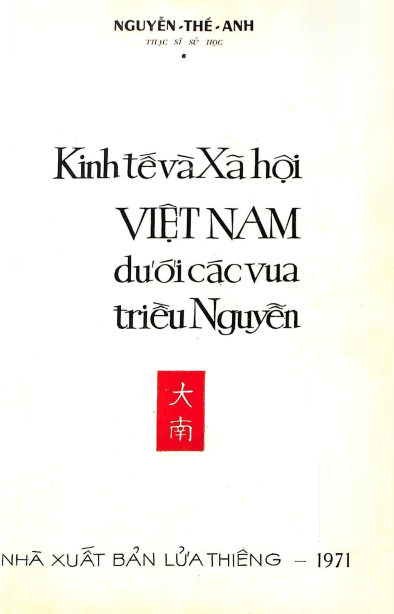 NGUYỄN-THẾ-ANH
THẠC SĨ SỬ HỌC
Kinh tế và Xã hội
VIỆT NAM
dưới các vua
triều Nguyễn
大
南
NHÀ XUẤT BẢN LỬA THIÊNG – 1971